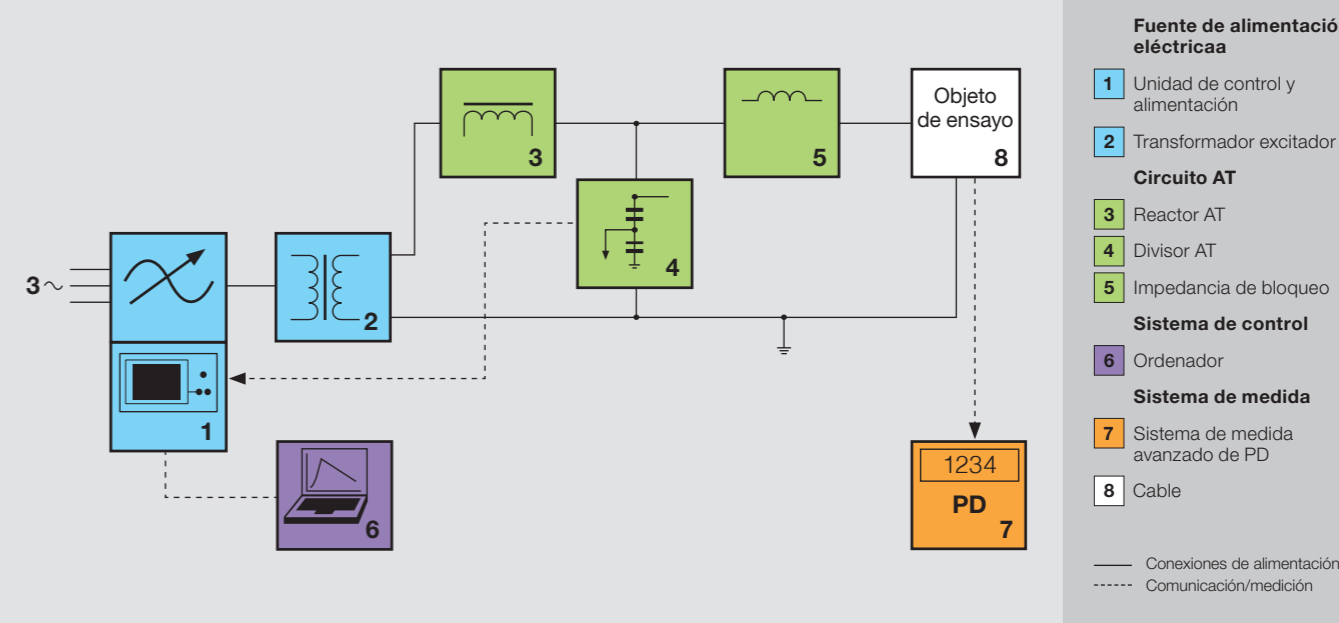 3~
1
2
3
4
5
Objeto
de ensayo
8
6
1234
PD
7
Fuente de alimentació
eléctricaa
1 Unidad de control y
alimentación
2 Transformador excitador
Circuito AT
3 Reactor AT
4 Divisor AT
5 Impedancia de bloqueo
Sistema de control
6 Ordenador
Sistema de medida
7 Sistema de medida
avanzado de PD
8 Cable
Conexiones de alimentación
Comunicación/medición